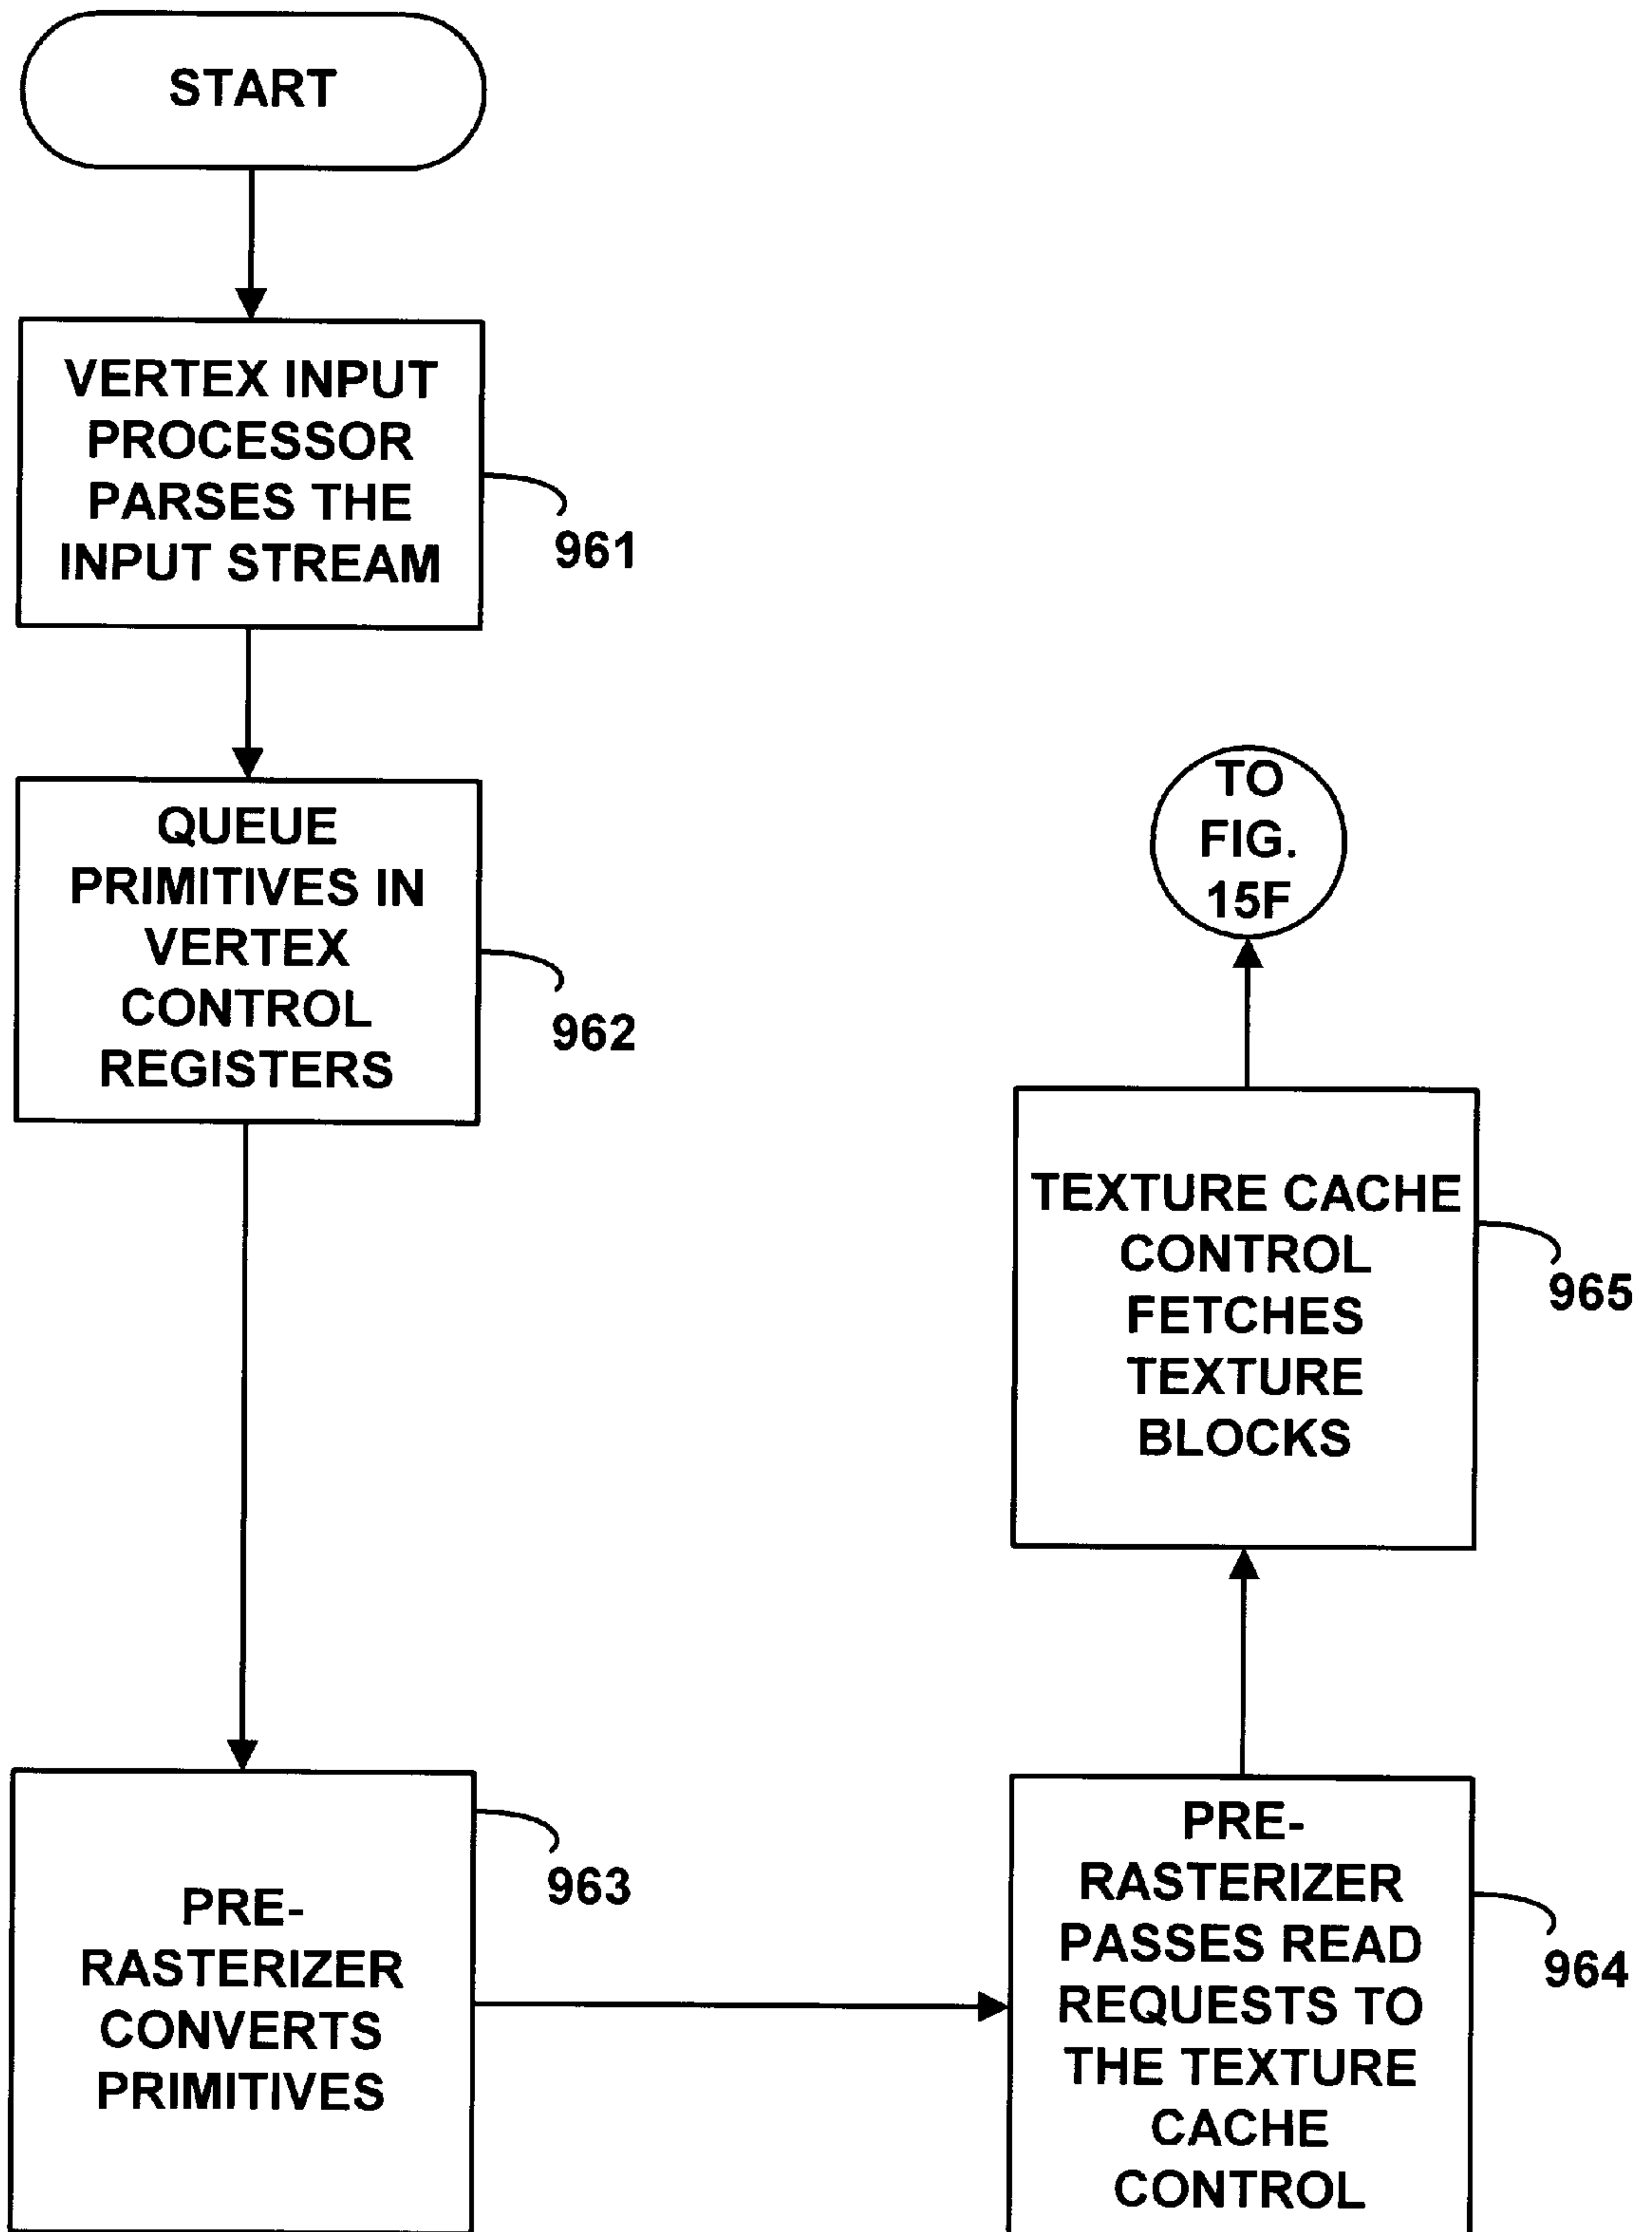 START
VERTEX INPUT
PROCESSOR
PARSES THE
INPUT STREAM
961
QUEUE
PRIMITIVES IN
VERTEX
CONTROL
REGISTERS
962
PRE-
RASTERIZER
CONVERTS
PRIMITIVES
963
PRE-
RASTERIZER
PASSES READ
REQUESTS TO
THE TEXTURE
CACHE
CONTROL
964
TEXTURE CACHE
CONTROL
FETCHES
TEXTURE
BLOCKS
965
TO
FIG.
15F